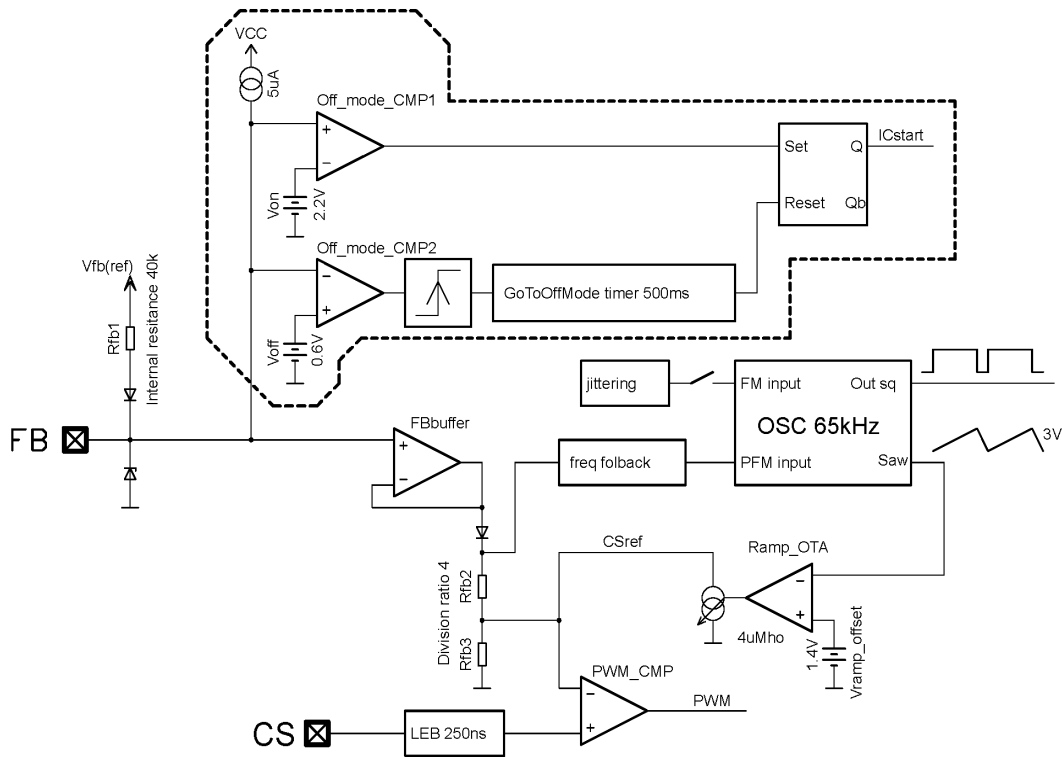 VCC
5uA
Off_mode_CMP1
+
−
Von
2.2V
Set
Q
ICstart
Reset
Qb
Off_mode_CMP2
−
+
Voff
0.6V
GoToOffMode timer 500ms
Vfb(ref)
Rfb1
Internal resitance 40k
jittering
FM input
Out sq
OSC 65kHz
PFM input
Saw
3V
FB
FBbuffer
+
−
freq folback
CSref
Ramp_OTA
−
+
4uMho
1.4V
Vramp_offset
Division ratio 4
Rfb2
Rfb3
PWM_CMP
−
+
PWM
CS
LEB 250ns